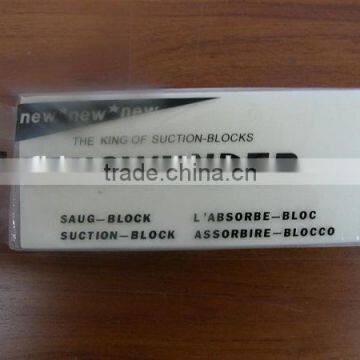 new*new*new
THE KING OF SUCTION-BLOCKS
trade.china.cn
SAUG—BLOCK L'ABSORBE—BLOC
SUCTION—BLOCK ASSORBIRE—BLOCCO